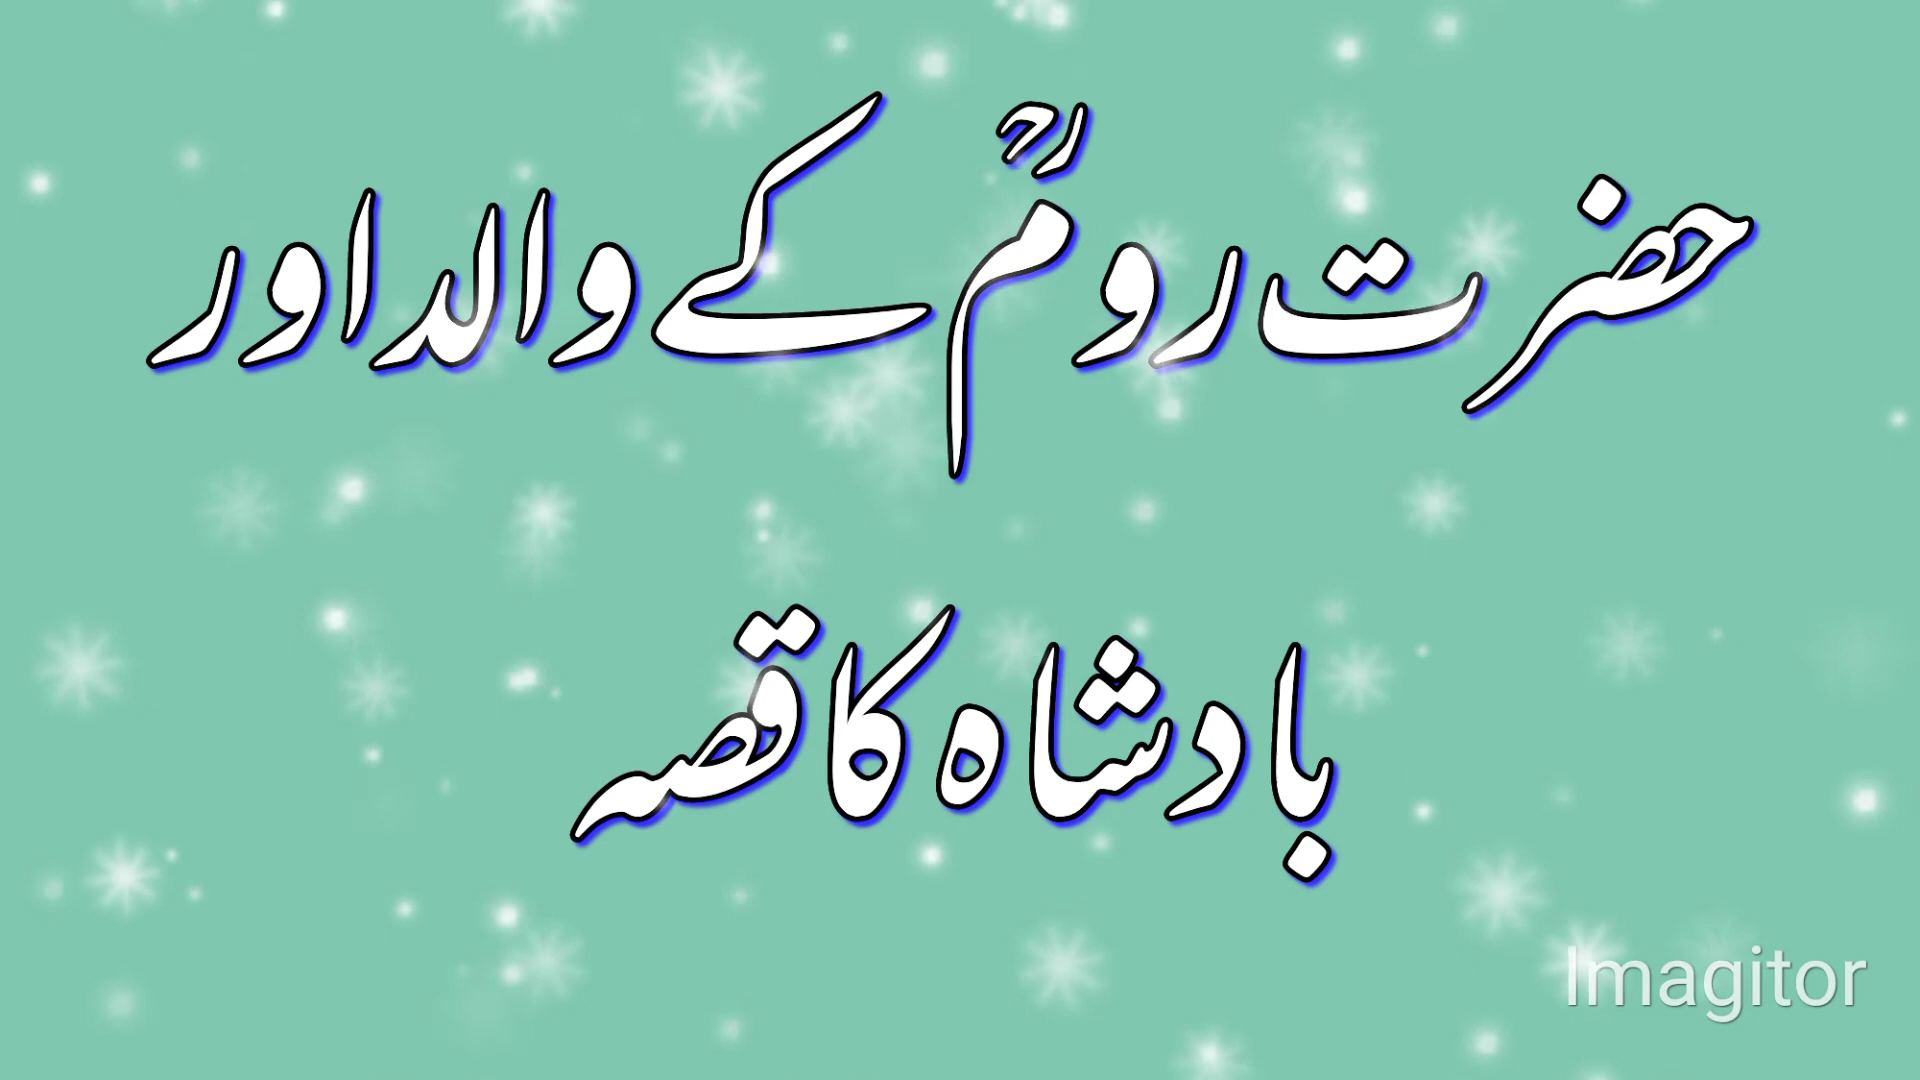 حضرت رومؒ کے والد اور
بادشاہ کا قصہ
Imagitor